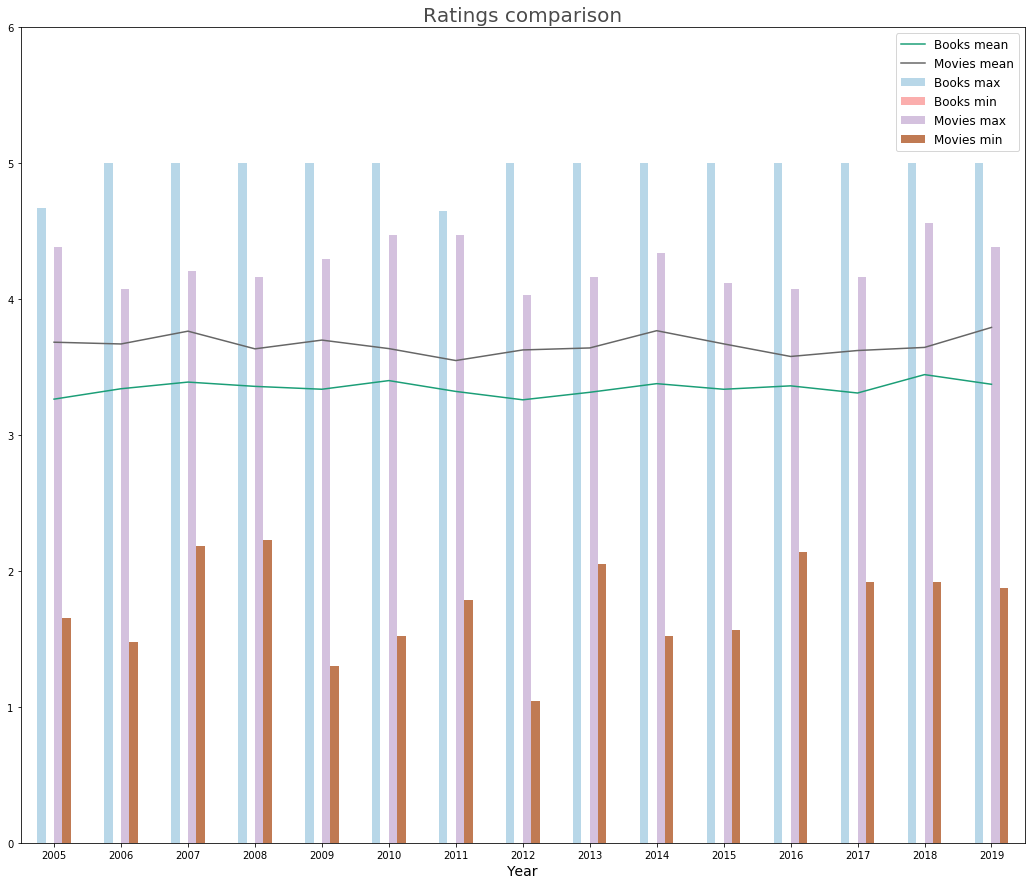 Ratings comparison
6
5
4
3
2
1
0
Books mean
Movies mean
Books max
Books min
Movies max
Movies min
2005 2006 2007 2008 2009 2010 2011 2012 2013 2014 2015 2016 2017 2018 2019
Year